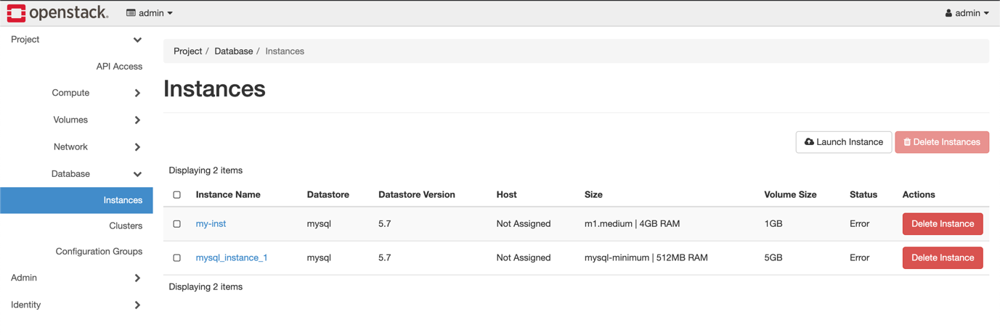 openstack. admin admin
Project
API Access
Compute
Volumes
Network
Database
Instances
Clusters
Configuration Groups
Admin
Identity
Project / Database / Instances
Instances
Launch Instance Delete Instances
Displaying 2 items
Instance Name Datastore Datastore Version Host Size Volume Size Status Actions
my-inst mysql 5.7 Not Assigned m1.medium | 4GB RAM 1GB Error Delete Instance
mysql_instance_1 mysql 5.7 Not Assigned mysql-minimum | 512MB RAM 5GB Error Delete Instance
Displaying 2 items